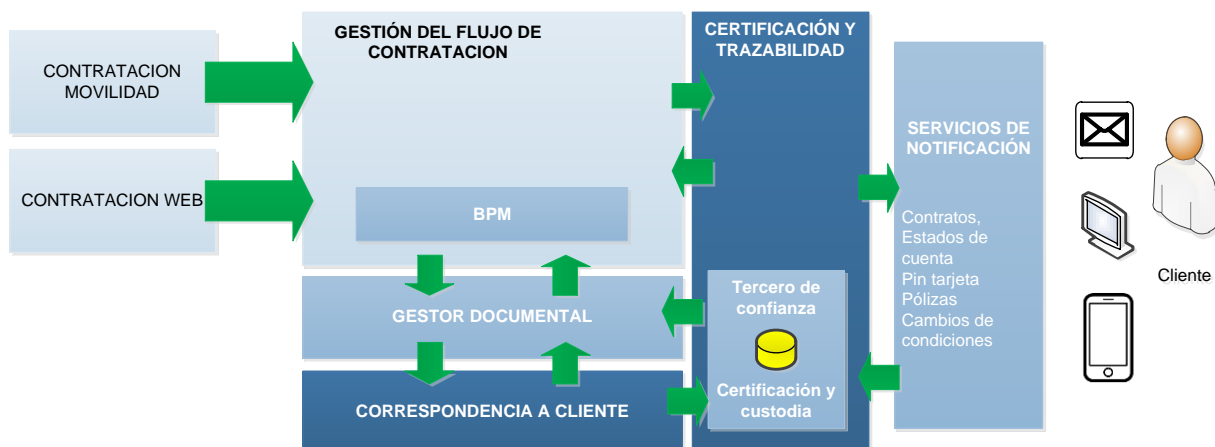 CONTRATACION
MOVILIDAD
CONTRATACION WEB
GESTIÓN DEL FLUJO DE
CONTRATACION
BPM
GESTOR DOCUMENTAL
CORRESPONDENCIA A CLIENTE
CERTIFICACIÓN Y
TRAZABILIDAD
Tercero de
confianza
Certificación y
custodia
SERVICIOS DE
NOTIFICACIÓN
Contratos,
Estados de
cuenta
Pin tarjeta
Pólizas
Cambios de
condiciones
Cliente